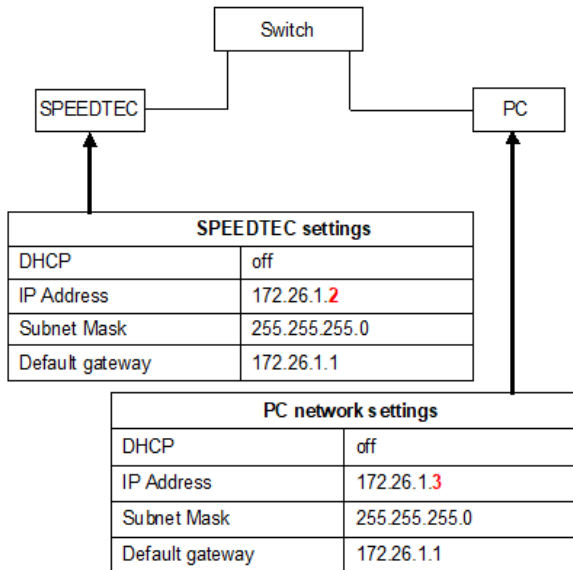 Switch
SPEEDTEC PC
SPEEDTEC settings
DHCP off
IP Address 172.26.1.2
Subnet Mask 255.255.255.0
Default gateway 172.26.1.1
PC network settings
DHCP off
IP Address 172.26.1.3
Subnet Mask 255.255.255.0
Default gateway 172.26.1.1